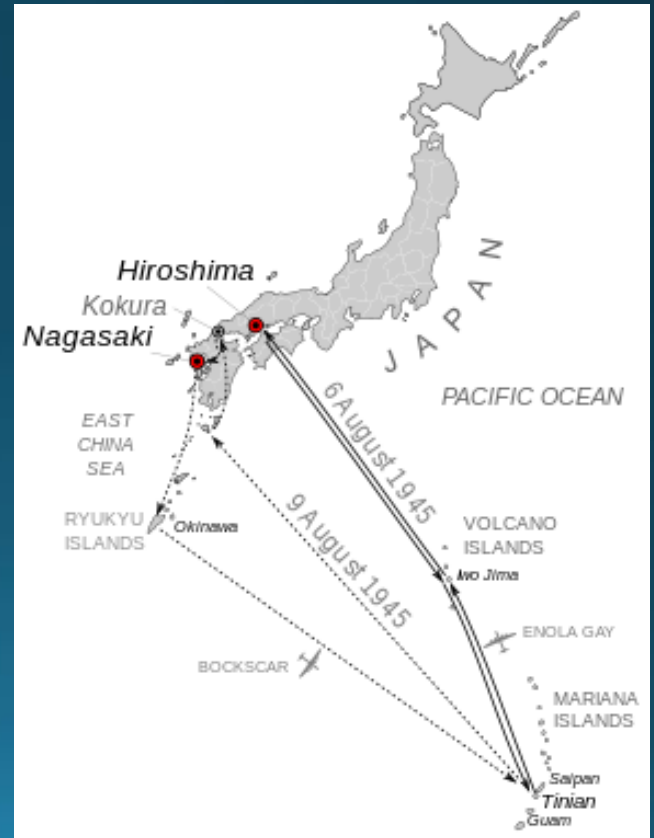 Hiroshima
Kokura
Nagasaki
JAPAN
PACIFIC OCEAN
EAST
CHINA
SEA
6 August 1945
9 August 1945
RYUKYU
ISLANDS
Okinawa
VOLCANO
ISLANDS
Iwo Jima
ENOLA GAY
BOCKSCAR
MARIANA
ISLANDS
Saipan
Tinian
Guam